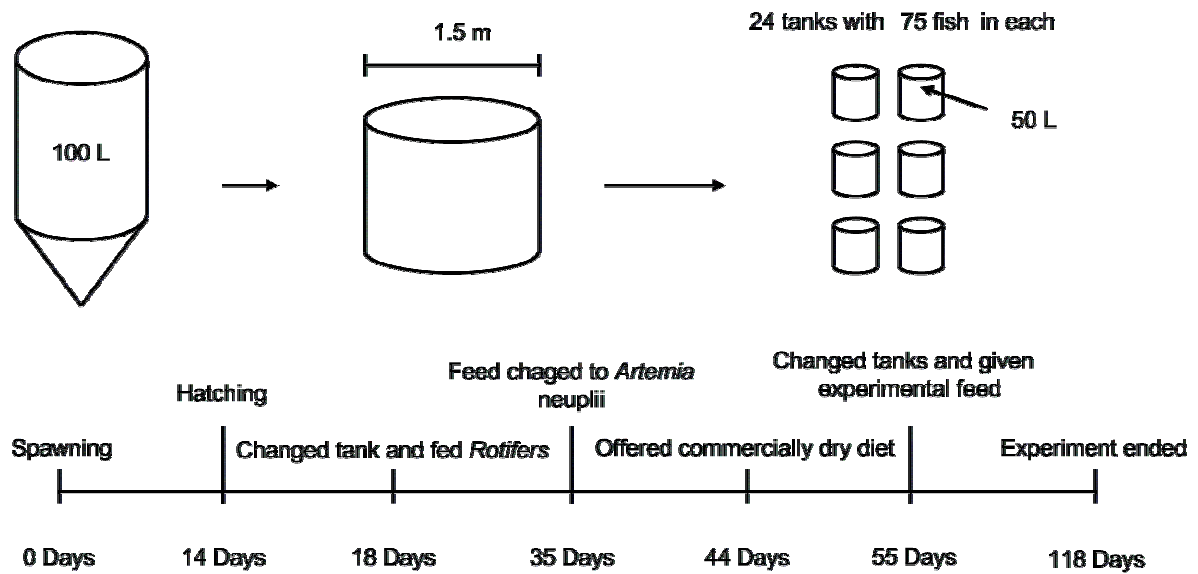 24 tanks with 75 fish in each
1.5 m
50 L
100 L
Changed tanks and given
experimental feed
Feed chaged to Artemia
neuplii
Hatching
Spawning
Changed tank and fed Rotifers
Offered commercially dry diet
Experiment ended
0 Days
14 Days
18 Days
35 Days
44 Days
55 Days
118 Days